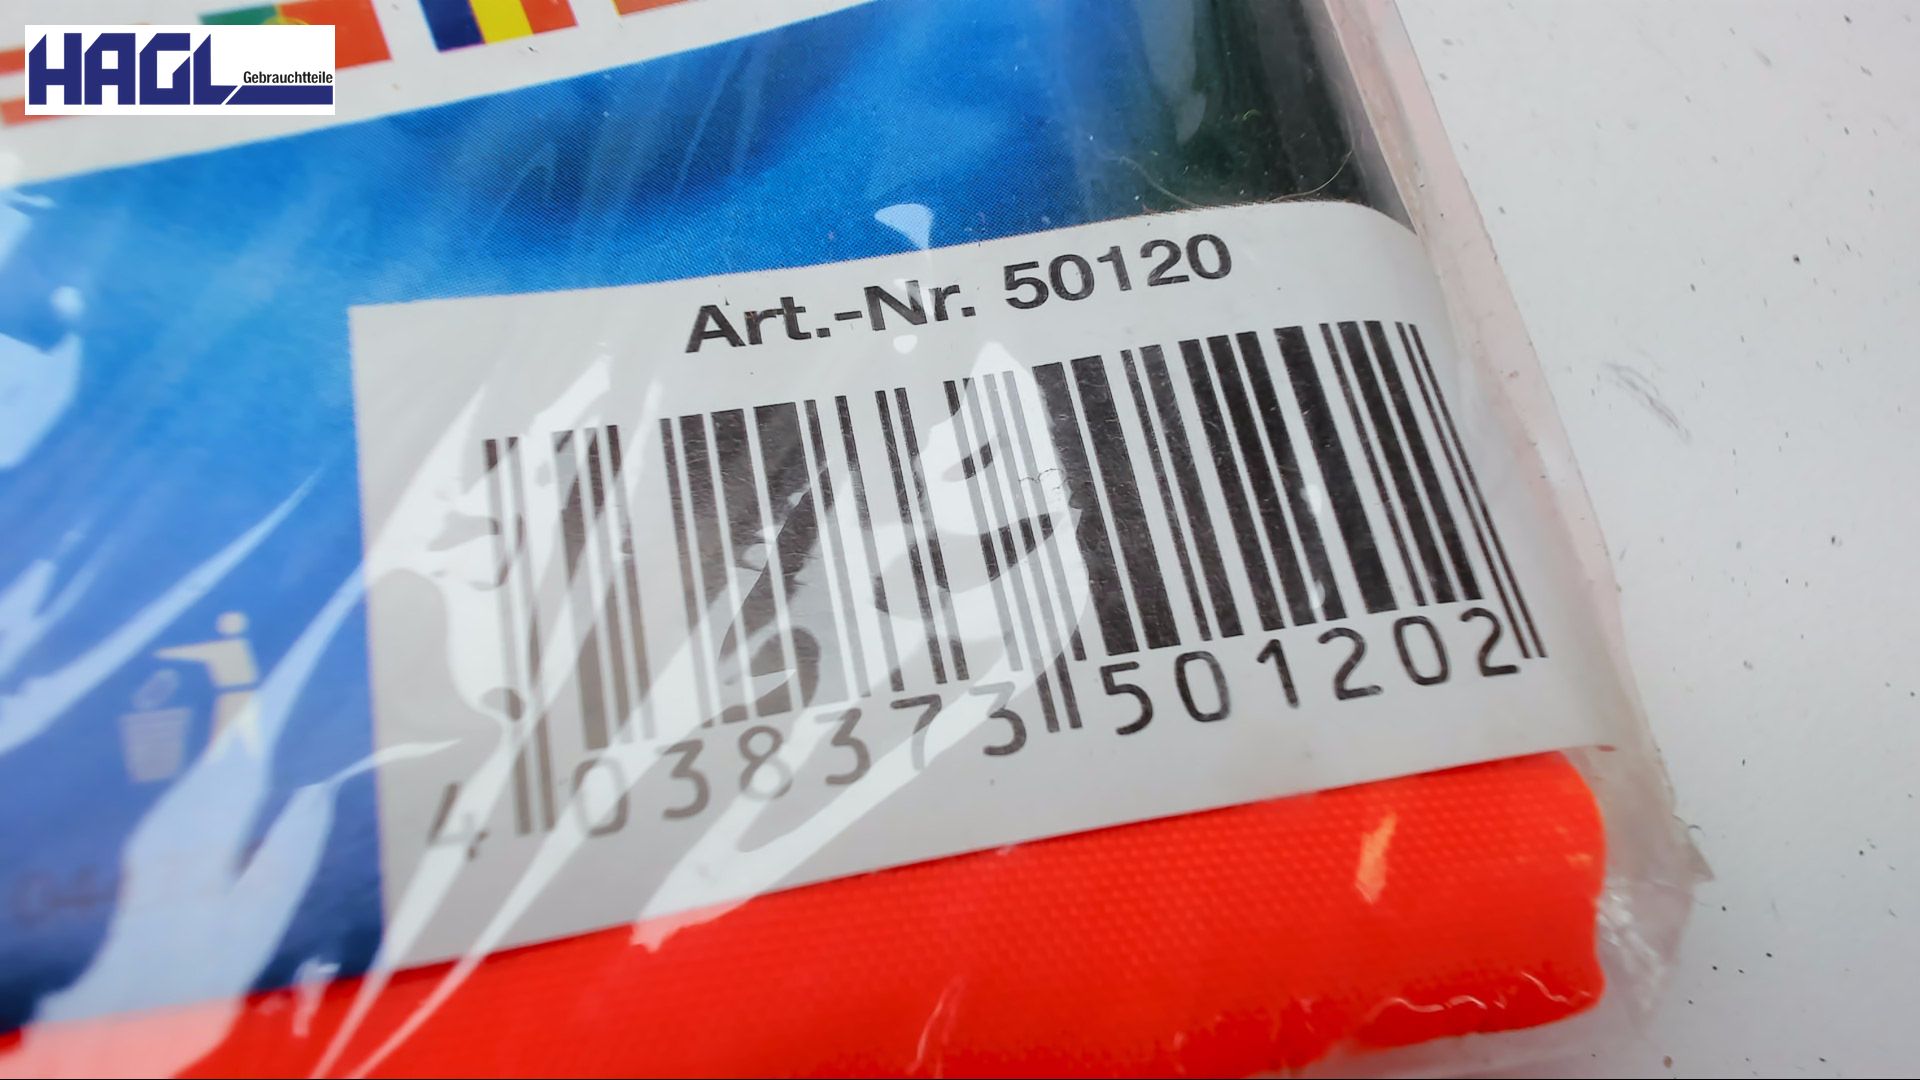 HAGL
Gebrauchtteile
Art.-Nr. 50120
4 038373 501202